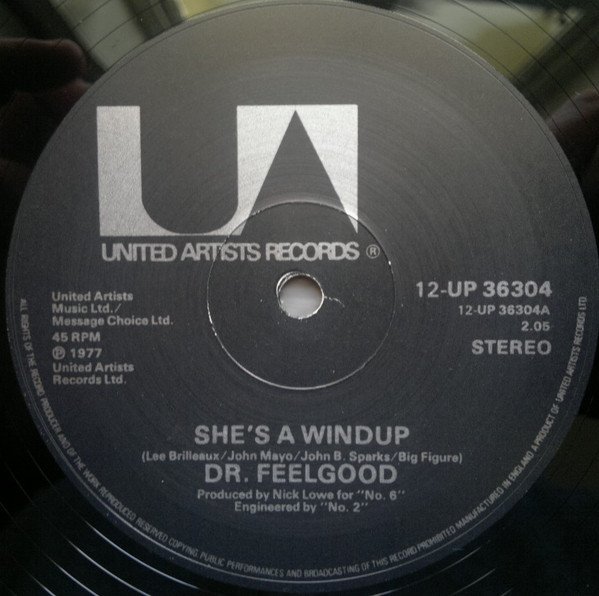 UA
UNITED ARTISTS RECORDS ®
United Artists
Music Ltd./
Message Choice Ltd.
45 RPM
℗ 1977
United Artists
Records Ltd.
12-UP 36304
12-UP 36304A
2.05
STEREO
SHE'S A WINDUP
(Lee Brilleaux/John Mayo/John B. Sparks/Big Figure)
DR. FEELGOOD
Produced by Nick Lowe for "No. 6"
Engineered by "No. 2"
ALL RIGHTS OF THE RECORD PRODUCER AND OF THE OWNER OF THE WORK REPRODUCED RESERVED COPYING, PUBLIC PERFORMANCES AND BROADCASTING OF THIS RECORD PROHIBITED MANUFACTURED IN ENGLAND A PRODUCT OF UNITED ARTISTS RECORDS LTD.